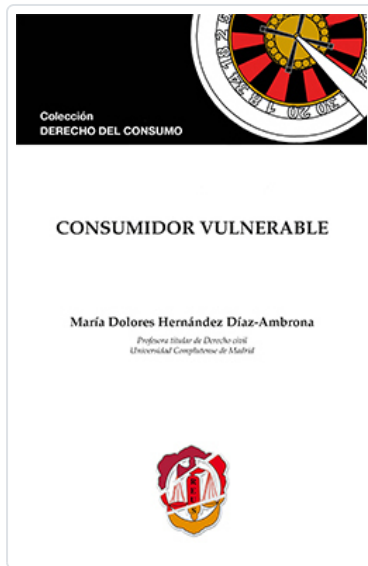 Colección
DERECHO DEL CONSUMO
CONSUMIDOR VULNERABLE
María Dolores Hernández Díaz-Ambrona
Profesora titular de Derecho civil
Universidad Complutense de Madrid